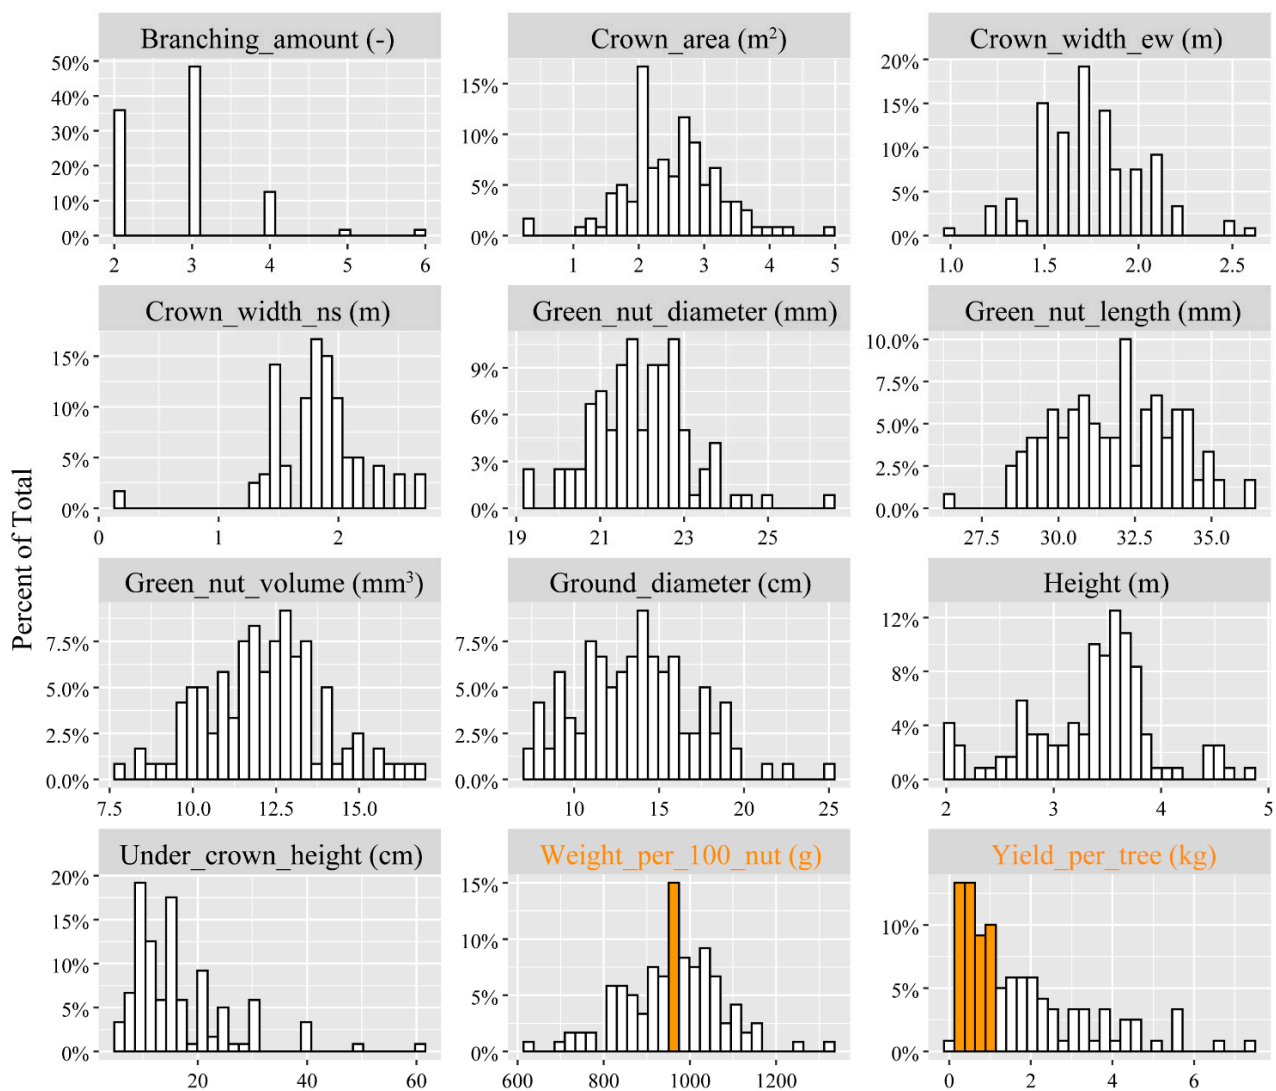 Percent of Total
Branching_amount (-)
50%
40%
30%
20%
10%
0%
2 3 4 5 6
Crown_area (m²)
15%
10%
5%
0%
1 2 3 4 5
Crown_width_ew (m)
20%
15%
10%
5%
0%
1.0 1.5 2.0 2.5
Crown_width_ns (m)
15%
10%
5%
0%
0 1 2
Green_nut_diameter (mm)
9%
6%
3%
0%
19 21 23 25
Green_nut_length (mm)
10.0%
7.5%
5.0%
2.5%
0.0%
27.5 30.0 32.5 35.0
Green_nut_volume (mm³)
7.5%
5.0%
2.5%
0.0%
7.5 10.0 12.5 15.0
Ground_diameter (cm)
7.5%
5.0%
2.5%
0.0%
10 15 20 25
Height (m)
12%
8%
4%
0%
2 3 4 5
Under_crown_height (cm)
20%
15%
10%
5%
0%
20 40 60
Weight_per_100_nut (g)
15%
10%
5%
0%
600 800 1000 1200
Yield_per_tree (kg)
10%
5%
0%
0 2 4 6